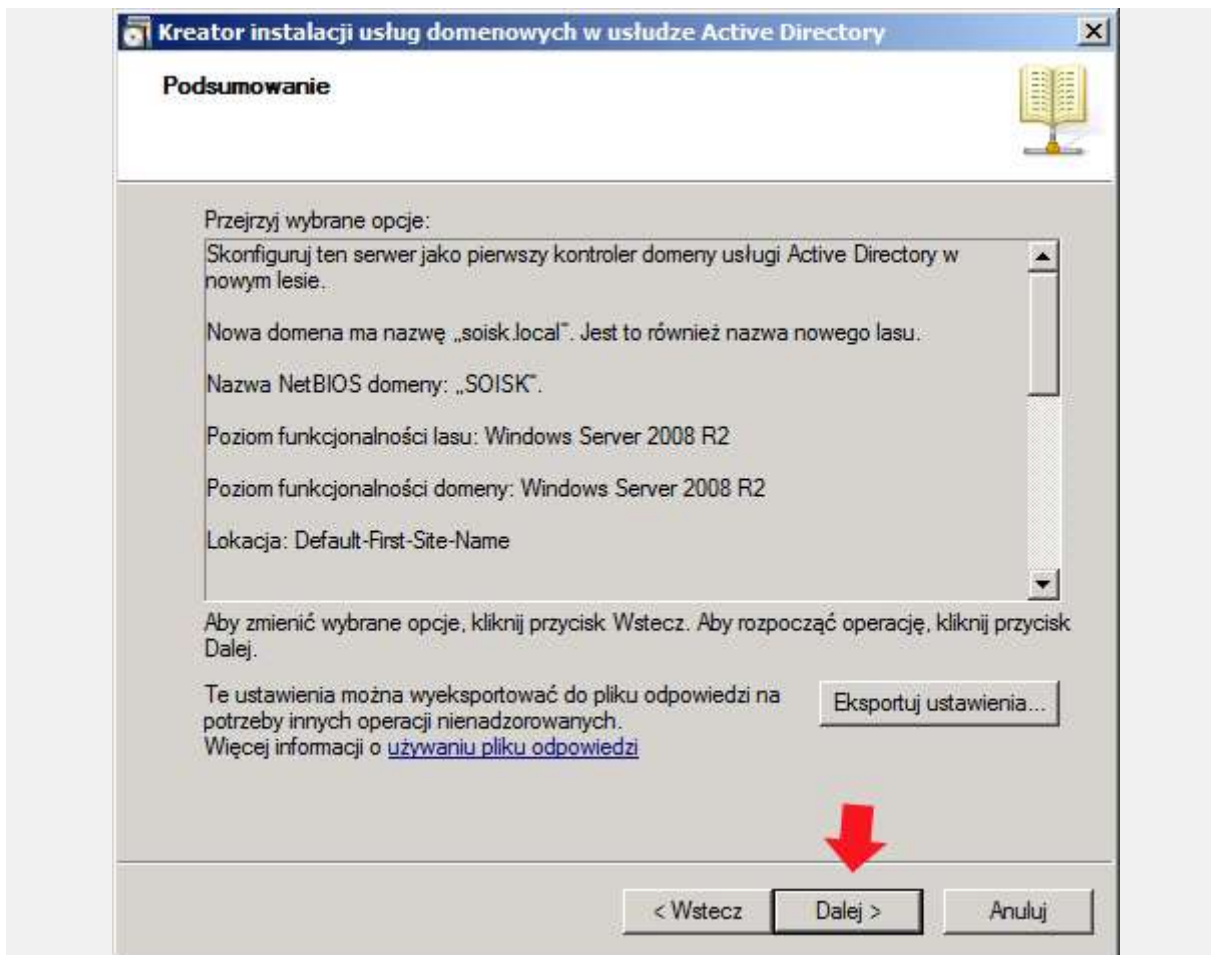 Kreator instalacji usług domenowych w usłudze Active Directory
Podsumowanie
Przejrzyj wybrane opcje:
Skonfiguruj ten serwer jako pierwszy kontroler domeny usługi Active Directory w
nowym lesie.
Nowa domena ma nazwę „soisk.local”. Jest to również nazwa nowego lasu.
Nazwa NetBIOS domeny: „SOISK”.
Poziom funkcjonalności lasu: Windows Server 2008 R2
Poziom funkcjonalności domeny: Windows Server 2008 R2
Lokacja: Default-First-Site-Name
Aby zmienić wybrane opcje, kliknij przycisk Wstecz. Aby rozpocząć operację, kliknij przycisk
Dalej.
Te ustawienia można wyeksportować do pliku odpowiedzi na
potrzeby innych operacji nienadzorowanych.
Więcej informacji o używaniu pliku odpowiedzi
Eksportuj ustawienia...
< Wstecz
Dalej >
Anuluj